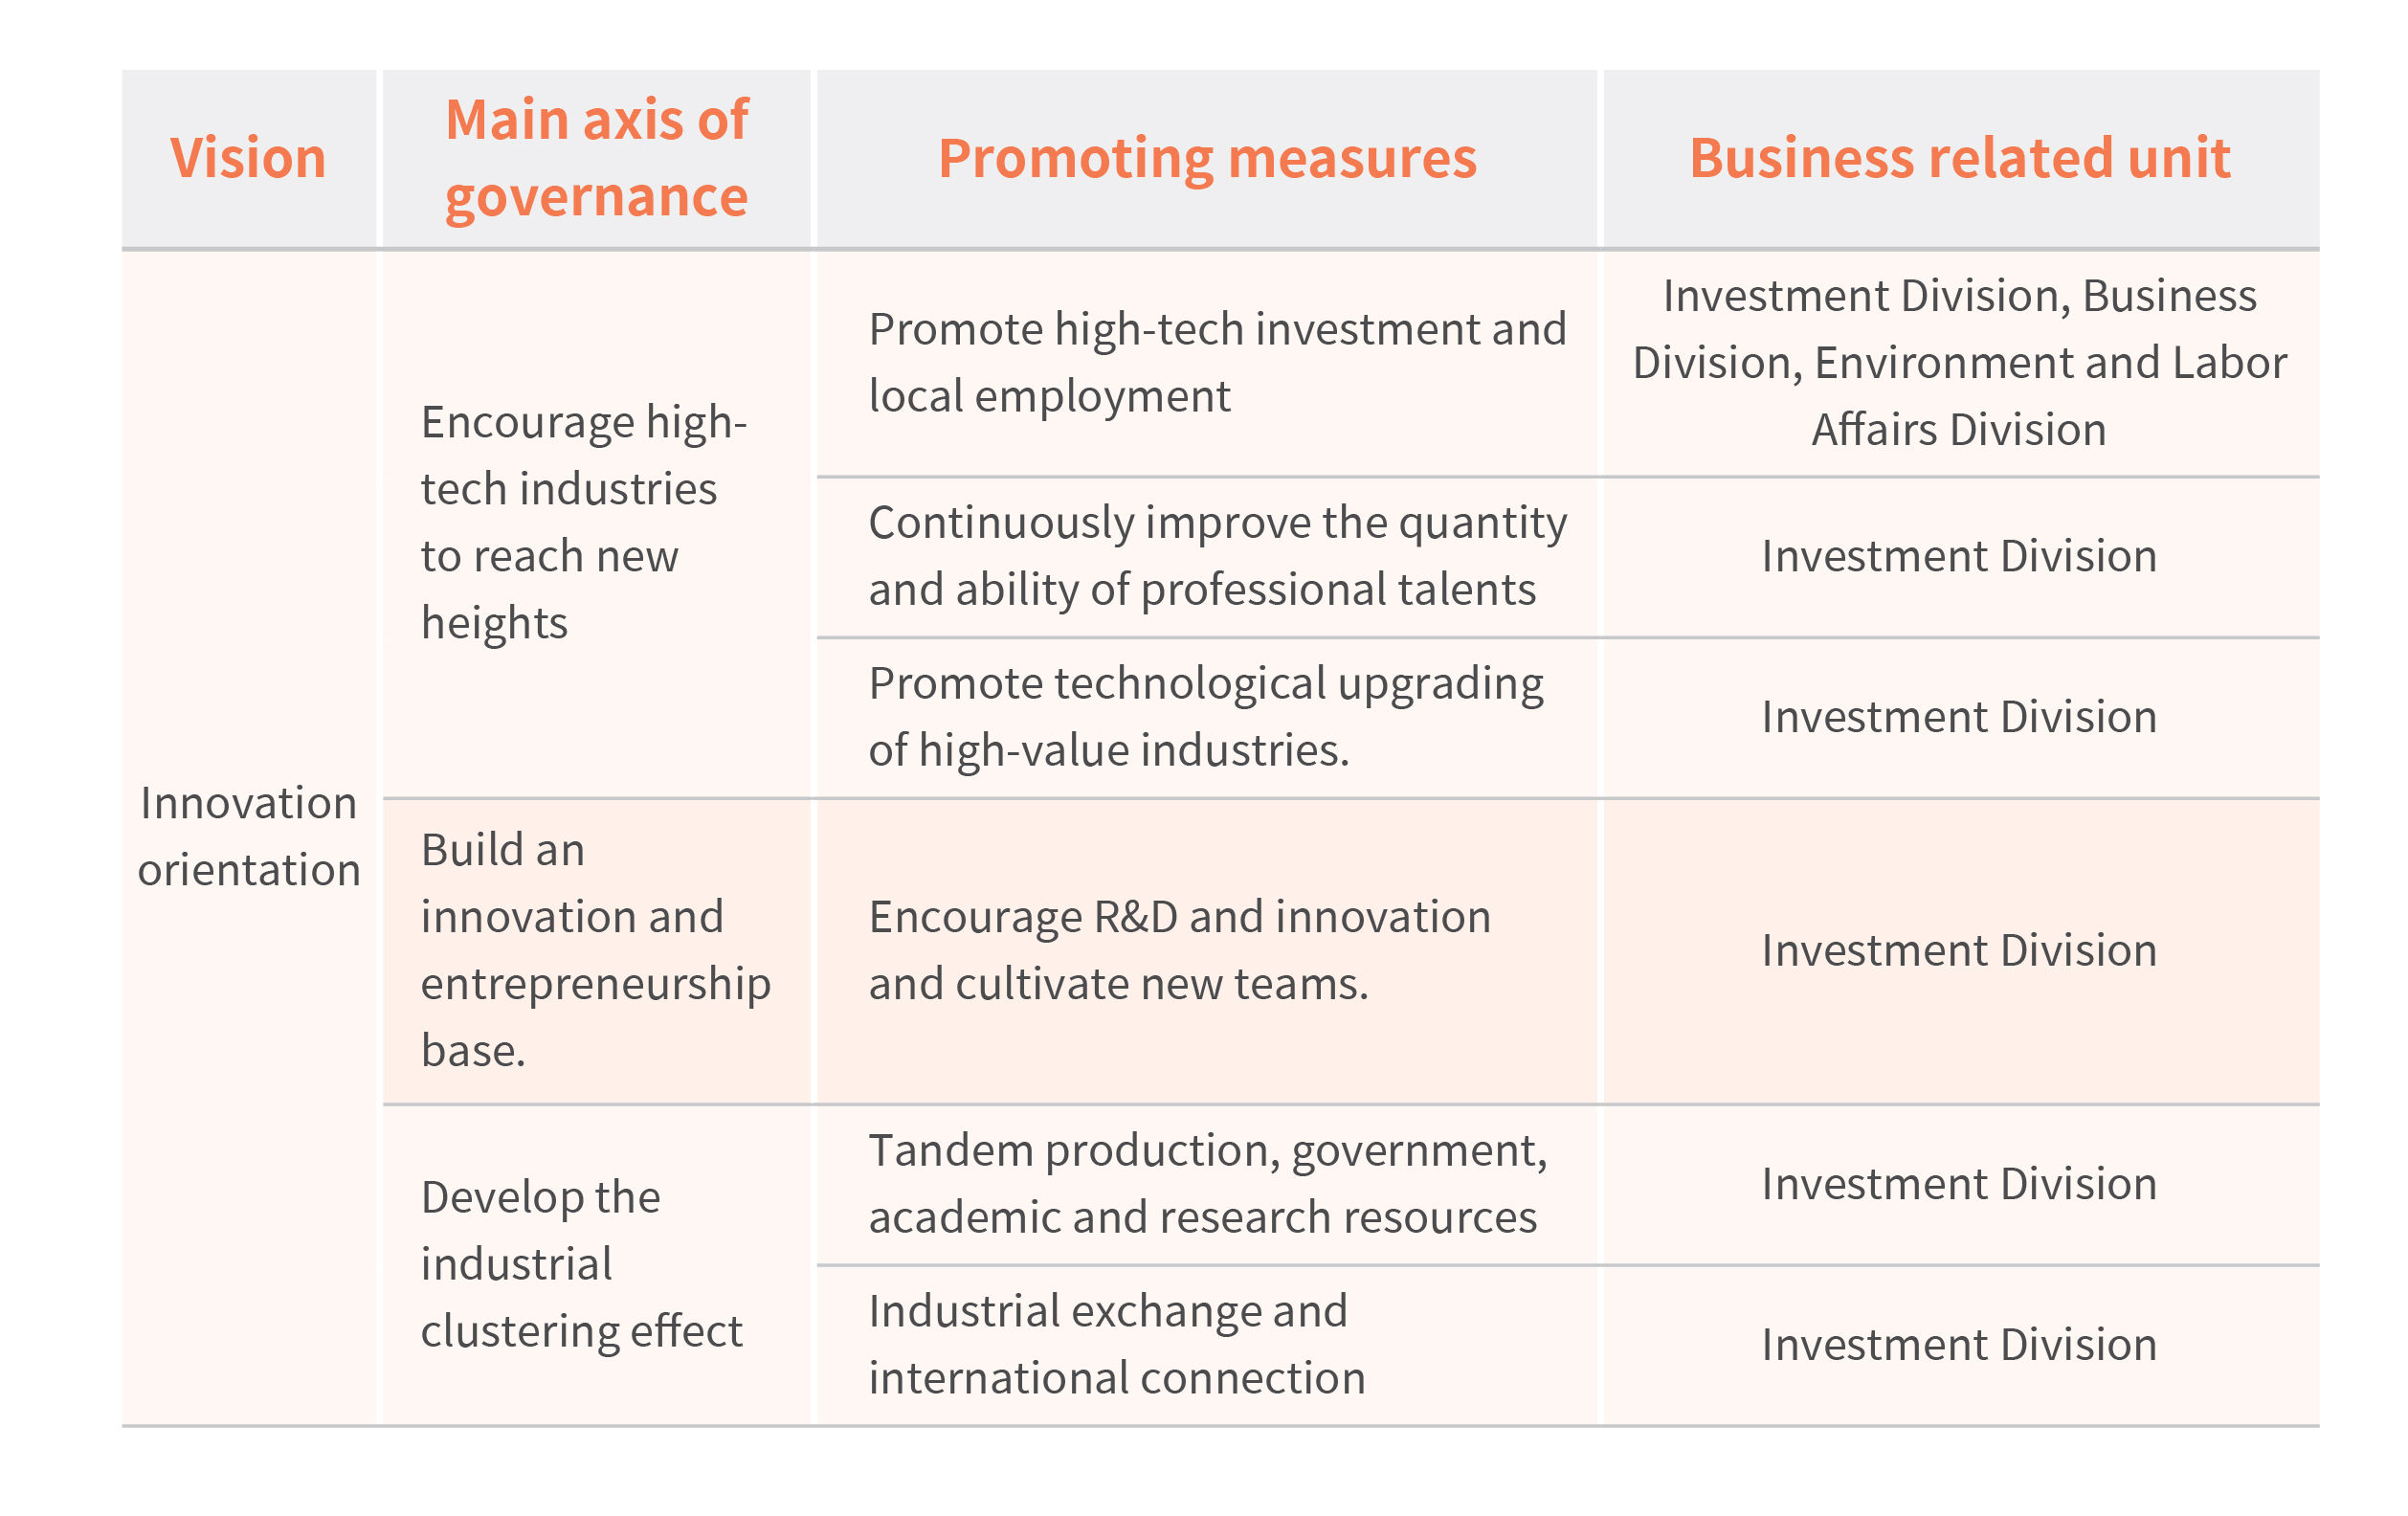 Vision
Main axis of
governance
Promoting measures
Business related unit
Innovation
orientation
Encourage high-
tech industries
to reach new
heights
Promote high-tech investment and
local employment
Investment Division, Business
Division, Environment and Labor
Affairs Division
Continuously improve the quantity
and ability of professional talents
Investment Division
Promote technological upgrading
of high-value industries.
Investment Division
Build an
innovation and
entrepreneurship
base.
Encourage R&D and innovation
and cultivate new teams.
Investment Division
Develop the
industrial
clustering effect
Tandem production, government,
academic and research resources
Investment Division
Industrial exchange and
international connection
Investment Division